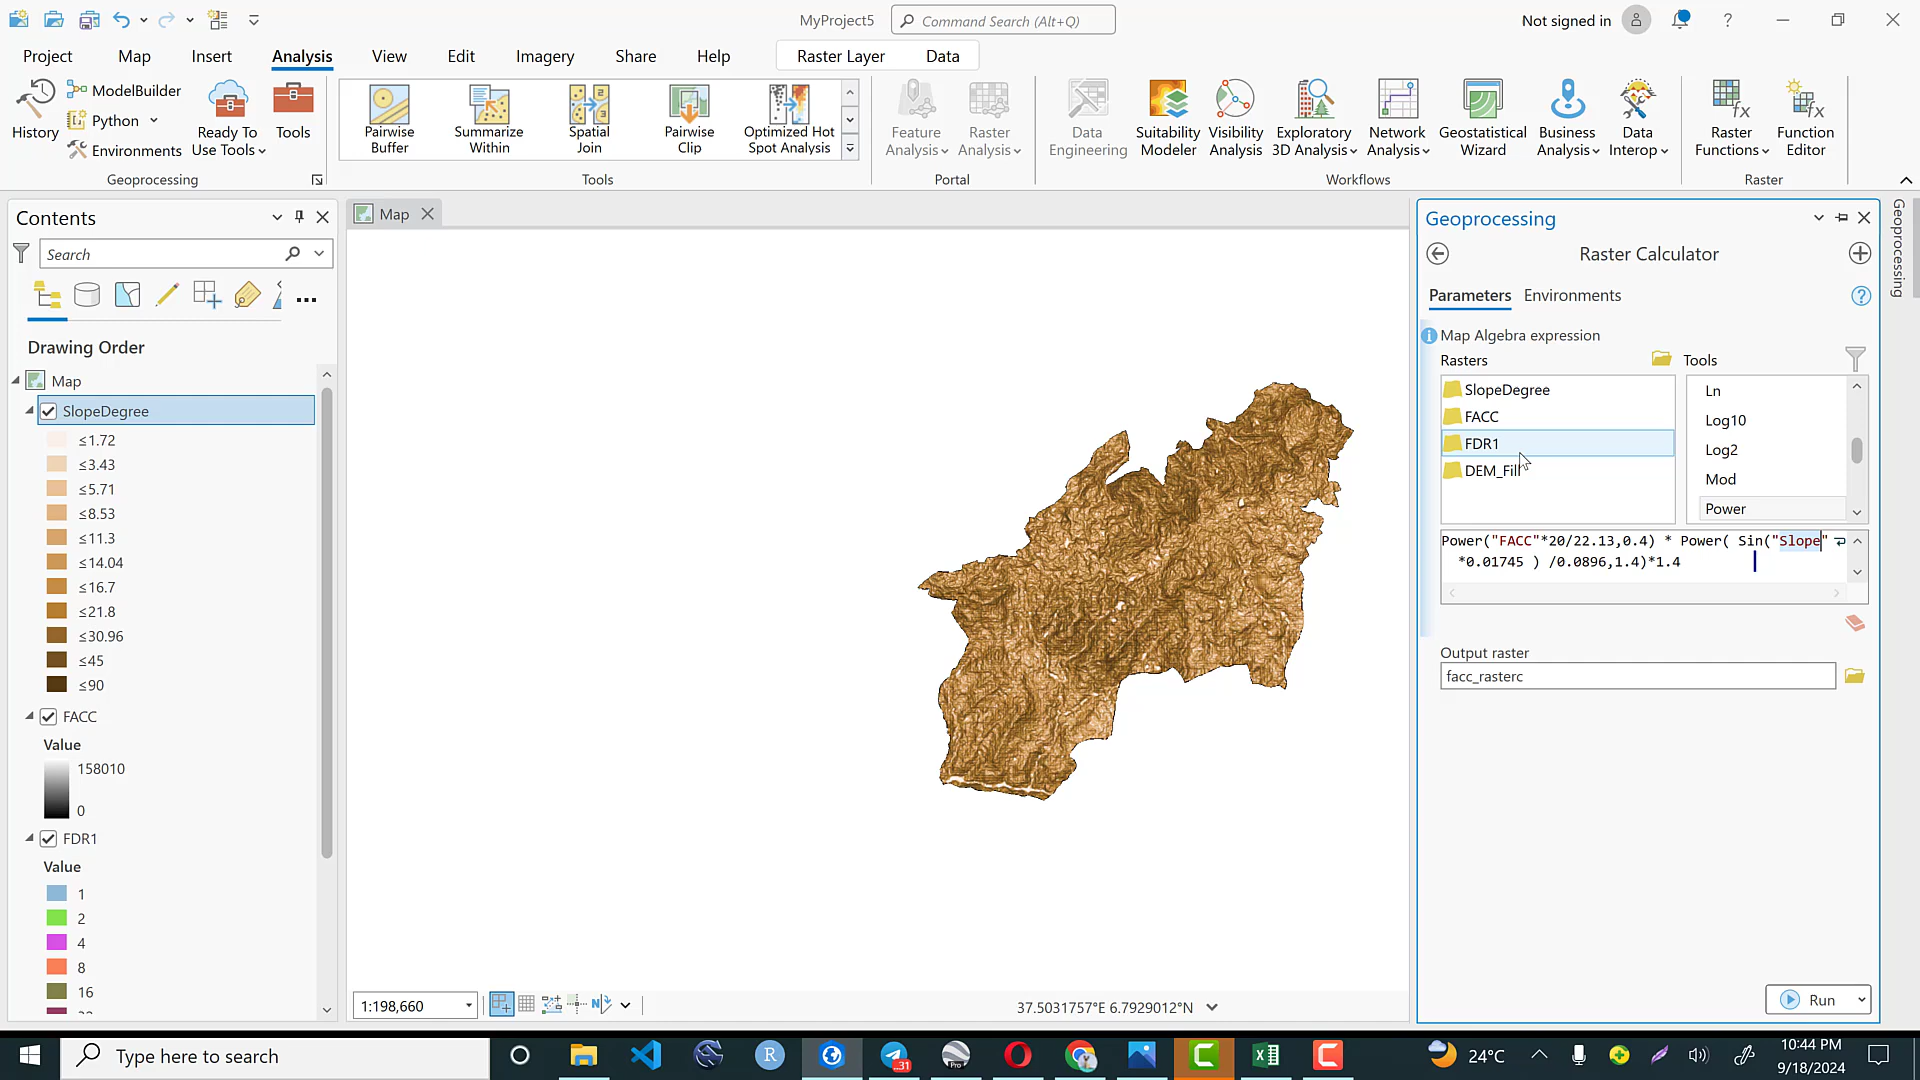 MyProject5
Command Search (Alt+Q)
Not signed in
?
Project
Map
Insert
Analysis
View
Edit
Imagery
Share
Help
Raster Layer
Data
History
ModelBuilder
Python
Environments
Ready To
Use Tools
Tools
Geoprocessing
Pairwise
Buffer
Summarize
Within
Spatial
Join
Pairwise
Clip
Optimized Hot
Spot Analysis
Tools
Feature
Analysis
Raster
Analysis
Portal
Data
Engineering
Suitability
Modeler
Visibility
Analysis
Exploratory
3D Analysis
Network
Analysis
Geostatistical
Wizard
Business
Analysis
Data
Interop
Workflows
Raster
Functions
Function
Editor
Raster
Contents
Search
Drawing Order
Map
SlopeDegree
≤1.72
≤3.43
≤5.71
≤8.53
≤11.3
≤14.04
≤16.7
≤21.8
≤30.96
≤45
≤90
FACC
Value
158010
0
FDR1
Value
1
2
4
8
16
Map
1:198,660
37.5031757°E 6.7929012°N
Geoprocessing
Raster Calculator
Parameters
Environments
Map Algebra expression
Rasters
Tools
SlopeDegree
FACC
FDR1
DEM_Fill
Ln
Log10
Log2
Mod
Power
Power("FACC"*20/22.13,0.4) * Power( Sin("Slope"
*0.01745 ) /0.0896,1.4)*1.4
Output raster
facc_rasterc
Run
Geoprocessing
Type here to search
31
Pro
24°C
10:44 PM
9/18/2024